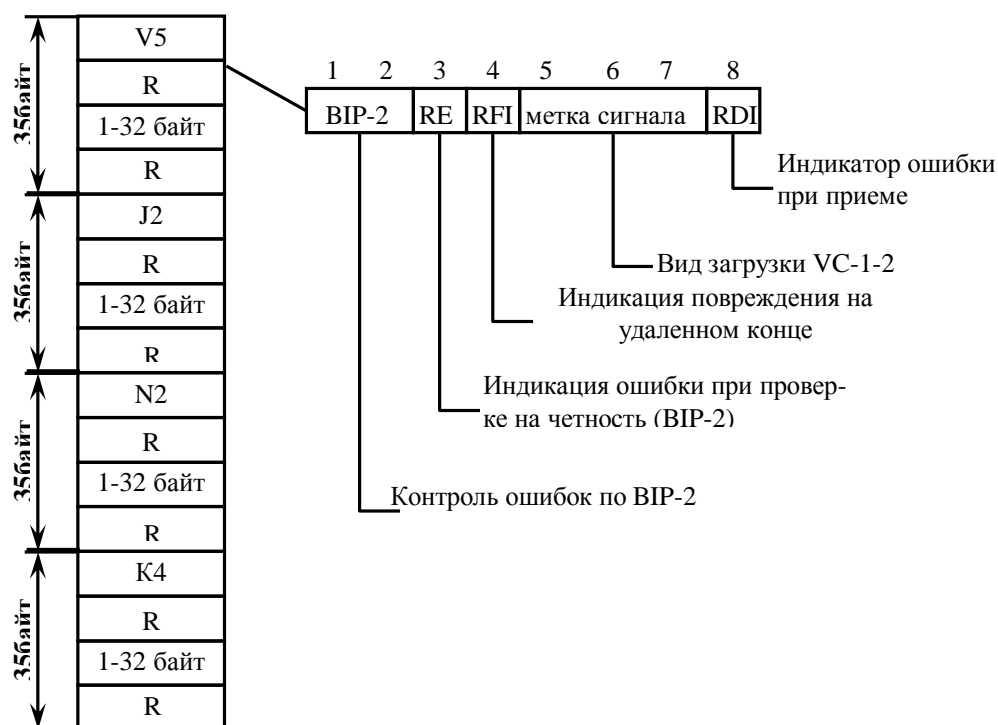 35байт
V5
R
1-32 байт
R
35байт
J2
R
1-32 байт
R
35байт
N2
R
1-32 байт
R
35байт
К4
R
1-32 байт
R
1 2 3 4 5 6 7 8
BIP-2 RE RFI метка сигнала RDI
Индикатор ошибки
при приеме
Вид загрузки VC-1-2
Индикация повреждения на
удаленном конце
Индикация ошибки при провер-
ке на четность (BIP-2)
Контроль ошибок по BIP-2